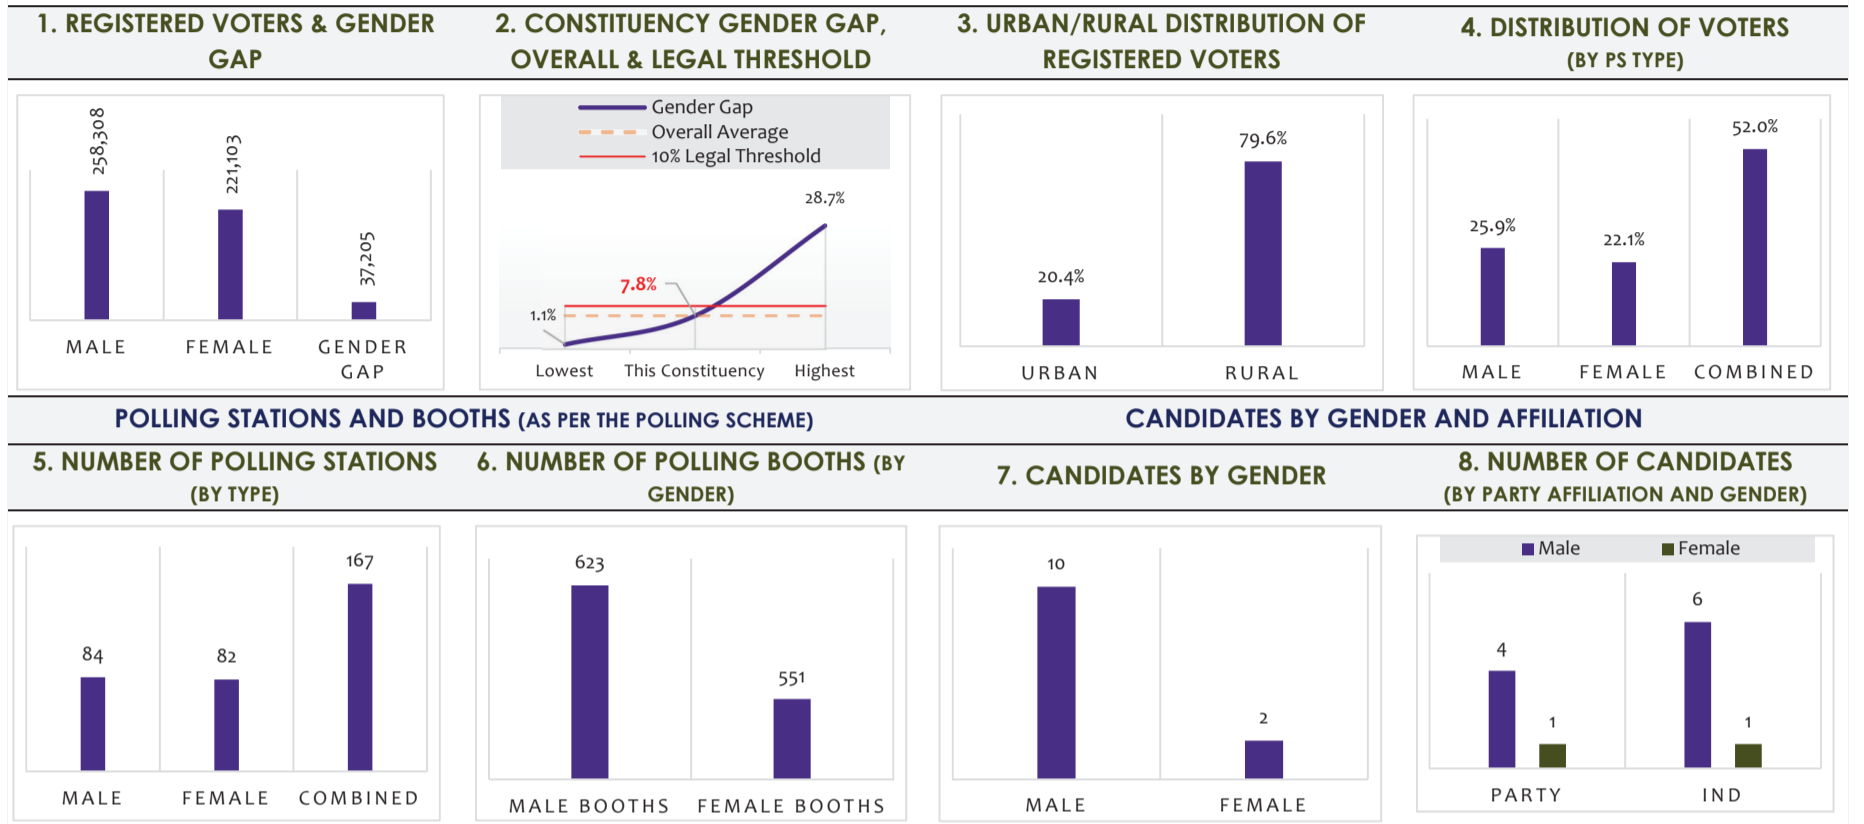 1. REGISTERED VOTERS & GENDER
GAP
258,308
221,103
37,205
MALE FEMALE GENDER
GAP
2. CONSTITUENCY GENDER GAP,
OVERALL & LEGAL THRESHOLD
Gender Gap
Overall Average
10% Legal Threshold
28.7%
7.8%
1.1%
Lowest This Constituency Highest
3. URBAN/RURAL DISTRIBUTION OF
REGISTERED VOTERS
79.6%
20.4%
URBAN RURAL
4. DISTRIBUTION OF VOTERS
(BY PS TYPE)
52.0%
25.9%
22.1%
MALE FEMALE COMBINED
POLLING STATIONS AND BOOTHS (AS PER THE POLLING SCHEME)
CANDIDATES BY GENDER AND AFFILIATION
5. NUMBER OF POLLING STATIONS
(BY TYPE)
167
84
82
MALE FEMALE COMBINED
6. NUMBER OF POLLING BOOTHS (BY
GENDER)
623
551
MALE BOOTHS FEMALE BOOTHS
7. CANDIDATES BY GENDER
10
2
MALE FEMALE
8. NUMBER OF CANDIDATES
(BY PARTY AFFILIATION AND GENDER)
Male Female
6
4
1 1
PARTY IND